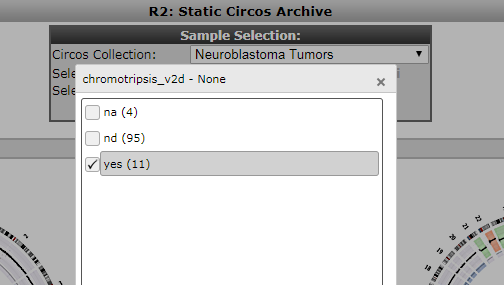 R2: Static Circos Archive
Sample Selection:
Circos Collection: Neuroblastoma Tumors
Sele
Sele
chromotripsis_v2d - None
na (4)
nd (95)
yes (11)